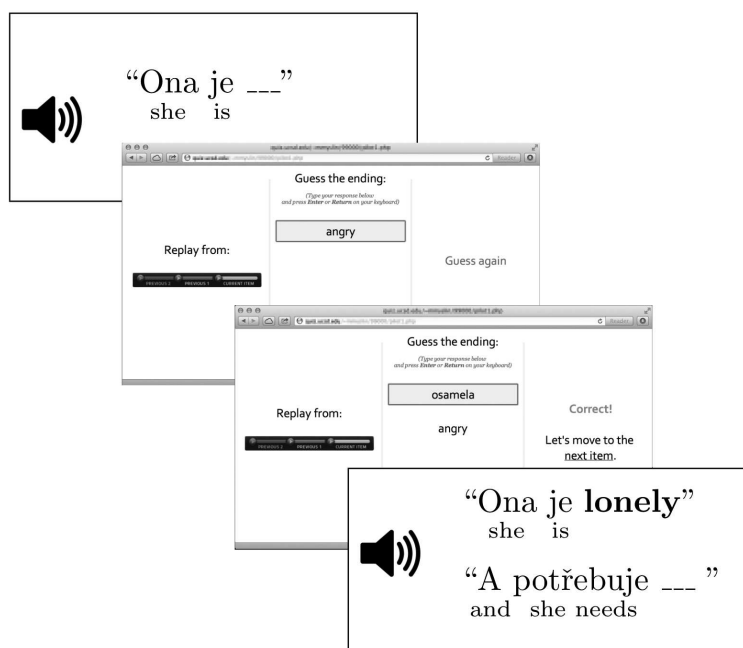 “Ona je ___”
she is
Reader
Guess the ending:
(Type your response below
and press Enter or Return on your keyboard)
angry
Replay from:
PREVIOUS 2 PREVIOUS 1 CURRENT ITEM
Guess again
Reader
Guess the ending:
(Type your response below
and press Enter or Return on your keyboard)
osamela
angry
Replay from:
PREVIOUS 2 PREVIOUS 1 CURRENT ITEM
Correct!
Let's move to the
next item.
“Ona je lonely”
she is
“A potřebuje ___ ”
and she needs